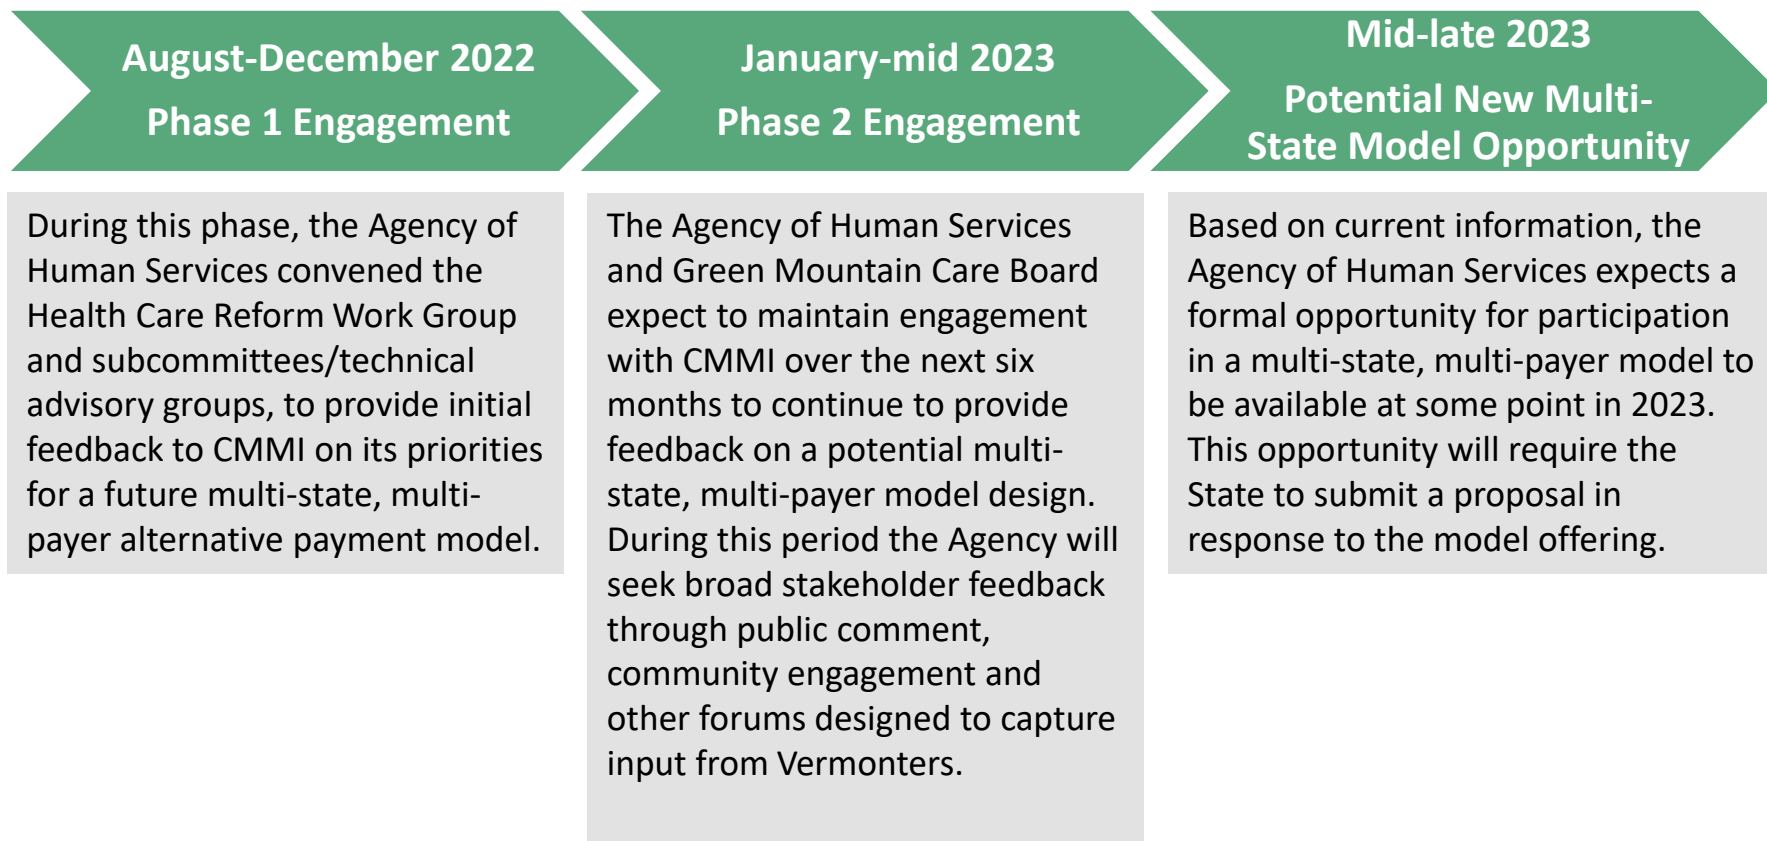 August-December 2022
Phase 1 Engagement
During this phase, the Agency of
Human Services convened the
Health Care Reform Work Group
and subcommittees/technical
advisory groups, to provide initial
feedback to CMMI on its priorities
for a future multi-state, multi-
payer alternative payment model.
January-mid 2023
Phase 2 Engagement
The Agency of Human Services
and Green Mountain Care Board
expect to maintain engagement
with CMMI over the next six
months to continue to provide
feedback on a potential multi-
state, multi-payer model design.
During this period the Agency will
seek broad stakeholder feedback
through public comment,
community engagement and
other forums designed to capture
input from Vermonters.
Mid-late 2023
Potential New Multi-
State Model Opportunity
Based on current information, the
Agency of Human Services expects a
formal opportunity for participation
in a multi-state, multi-payer model to
be available at some point in 2023.
This opportunity will require the
State to submit a proposal in
response to the model offering.